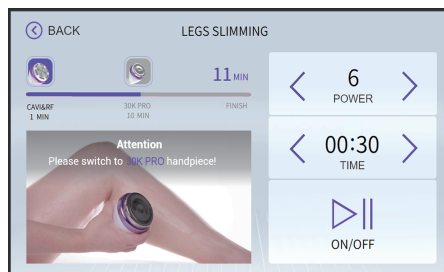 BACK
LEGS SLIMMING
11 MIN
CAVI&RF
1 MIN
30K PRO
10 MIN
FINISH
Attention
Please switch to 30K PRO handpiece!
6
POWER
00:30
TIME
ON/OFF